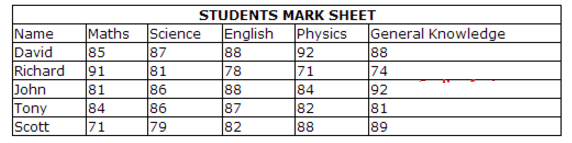 STUDENTS MARK SHEET
Name Maths Science English Physics General Knowledge
David 85 87 88 92 88
Richard 91 81 78 71 74
John 81 86 88 84 92
Tony 84 86 87 82 81
Scott 71 79 82 88 89